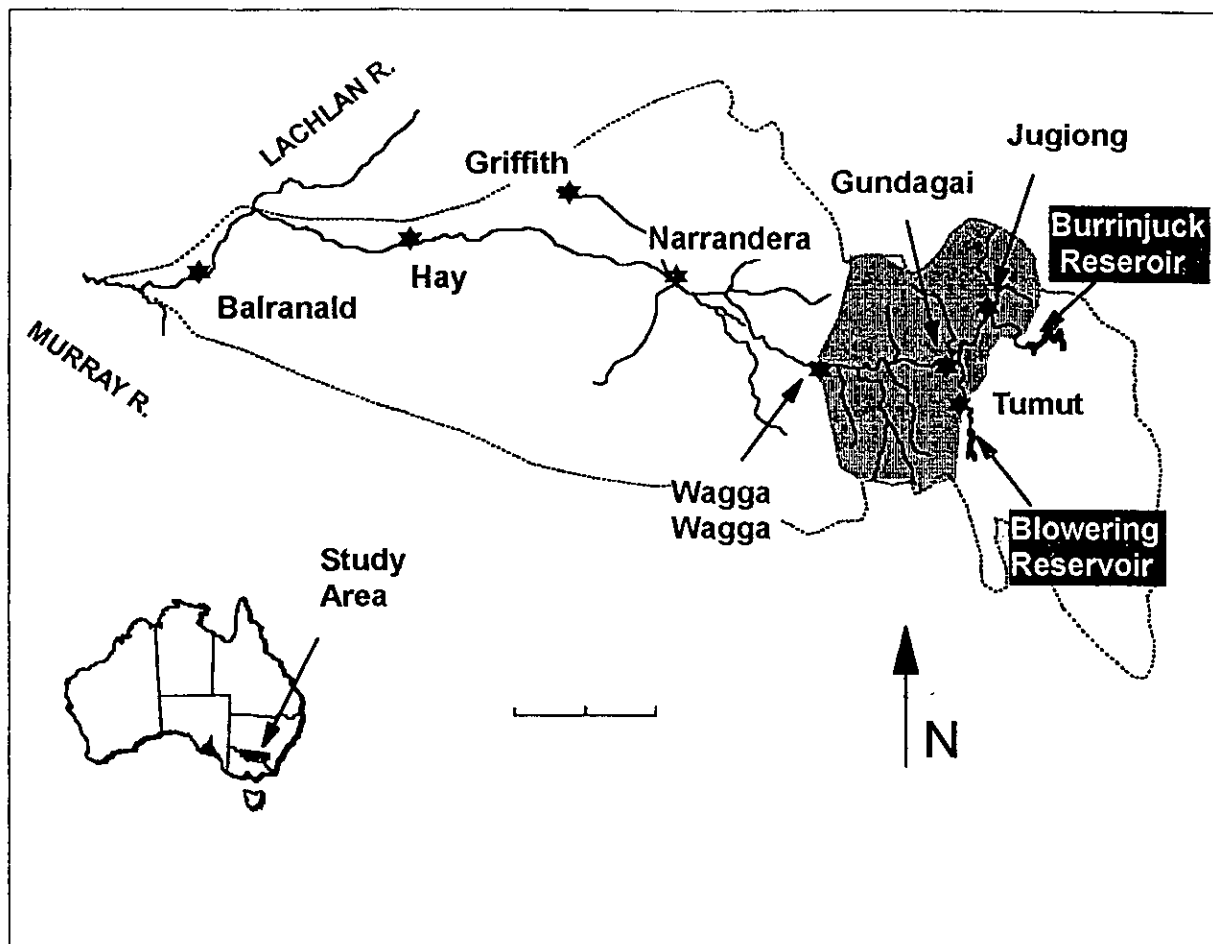 LACHLAN R.
Griffith
Jugiong
Gundagai
Burrinjuck
Reseroir
Narrandera
Hay
Balranald
MURRAY R.
Tumut
Wagga
Wagga
Blowering
Reservoir
Study
Area
N